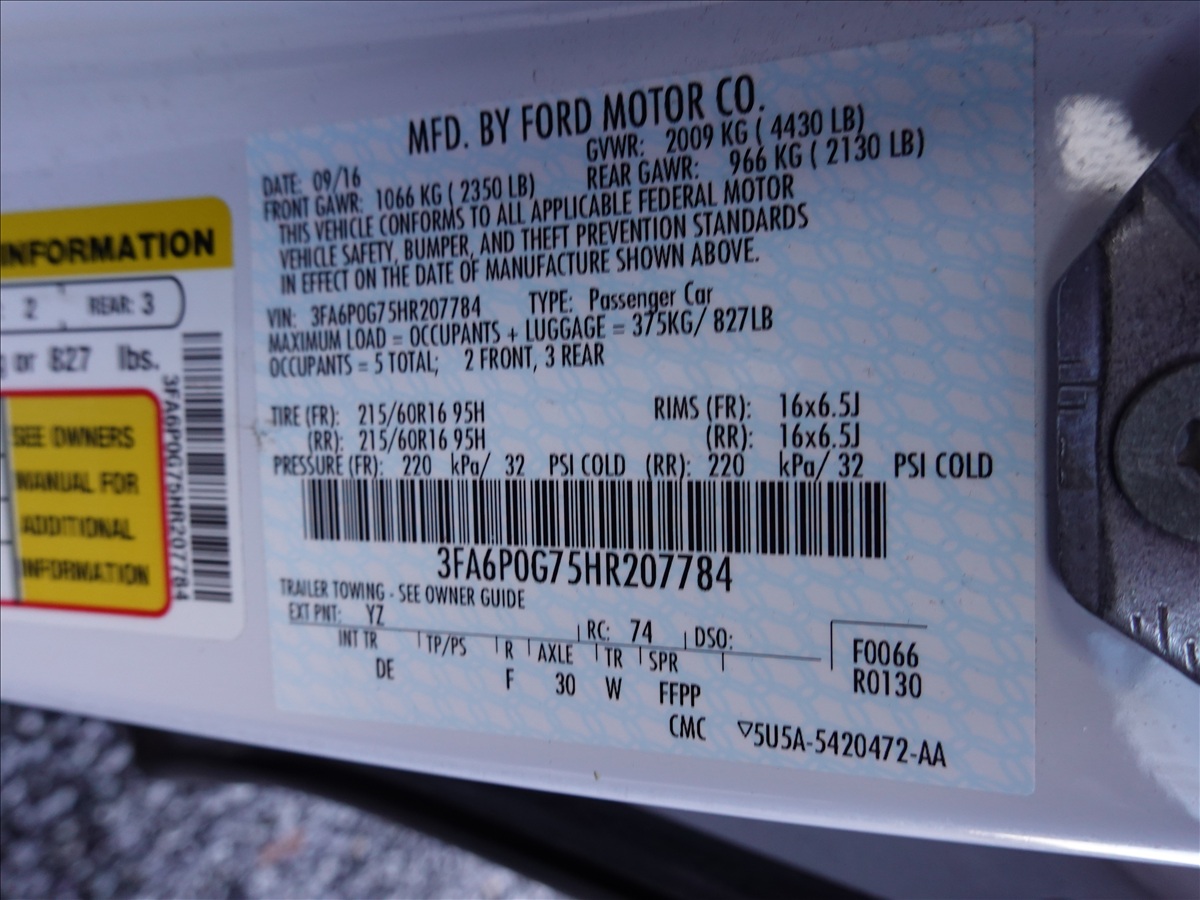 MFD. BY FORD MOTOR CO.
DATE: 09/16 GVWR: 2009 KG ( 4430 LB)
FRONT GAWR: 1066 KG ( 2350 LB) REAR GAWR: 966 KG ( 2130 LB)
THIS VEHICLE CONFORMS TO ALL APPLICABLE FEDERAL MOTOR
VEHICLE SAFETY, BUMPER, AND THEFT PREVENTION STANDARDS
IN EFFECT ON THE DATE OF MANUFACTURE SHOWN ABOVE.
VIN: 3FA6P0G75HR207784 TYPE: Passenger Car
MAXIMUM LOAD = OCCUPANTS + LUGGAGE = 375KG/ 827LB
OCCUPANTS = 5 TOTAL; 2 FRONT, 3 REAR
TIRE (FR): 215/60R16 95H RIMS (FR): 16x6.5J
(RR): 215/60R16 95H (RR): 16x6.5J
PRESSURE (FR): 220 kPa/ 32 PSI COLD (RR): 220 kPa/ 32 PSI COLD
3FA6P0G75HR207784
TRAILER TOWING - SEE OWNER GUIDE
EXT PNT: YZ RC: 74 DSO:
INT TR TP/PS R AXLE TR SPR
DE F 30 W FFPP
F0066
R0130
CMC ▽5U5A-5420472-AA
INFORMATION
2 REAR: 3
or 827 lbs.
SEE OWNERS
MANUAL FOR
ADDITIONAL
INFORMATION
3FA6P0G75HR207784